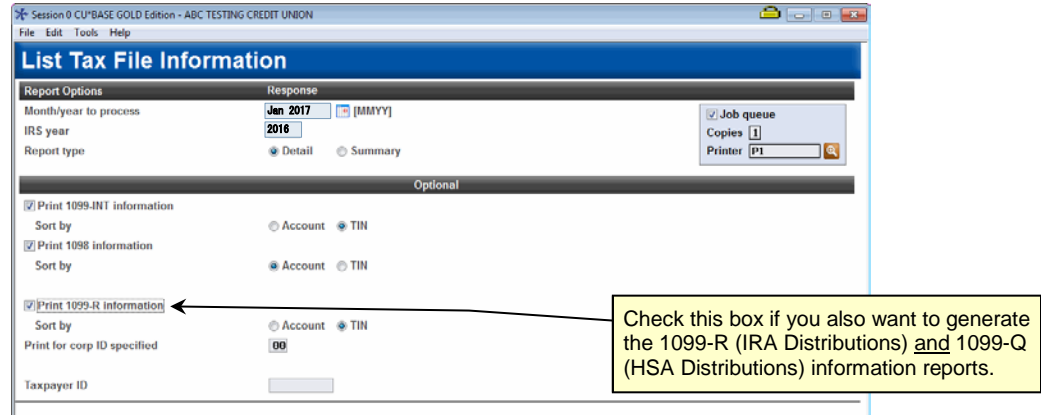 Session 0 CU*BASE GOLD Edition - ABC TESTING CREDIT UNION
File Edit Tools Help
List Tax File Information
Report Options Response
Month/year to process Jan 2017 [MMYY]
IRS year 2016
Report type Detail Summary
Job queue
Copies 1
Printer P1
Optional
Print 1099-INT information
Sort by Account TIN
Print 1098 information
Sort by Account TIN
Print 1099-R information
Sort by Account TIN
Print for corp ID specified 00
Taxpayer ID
Check this box if you also want to generate
the 1099-R (IRA Distributions) and 1099-Q
(HSA Distributions) information reports.